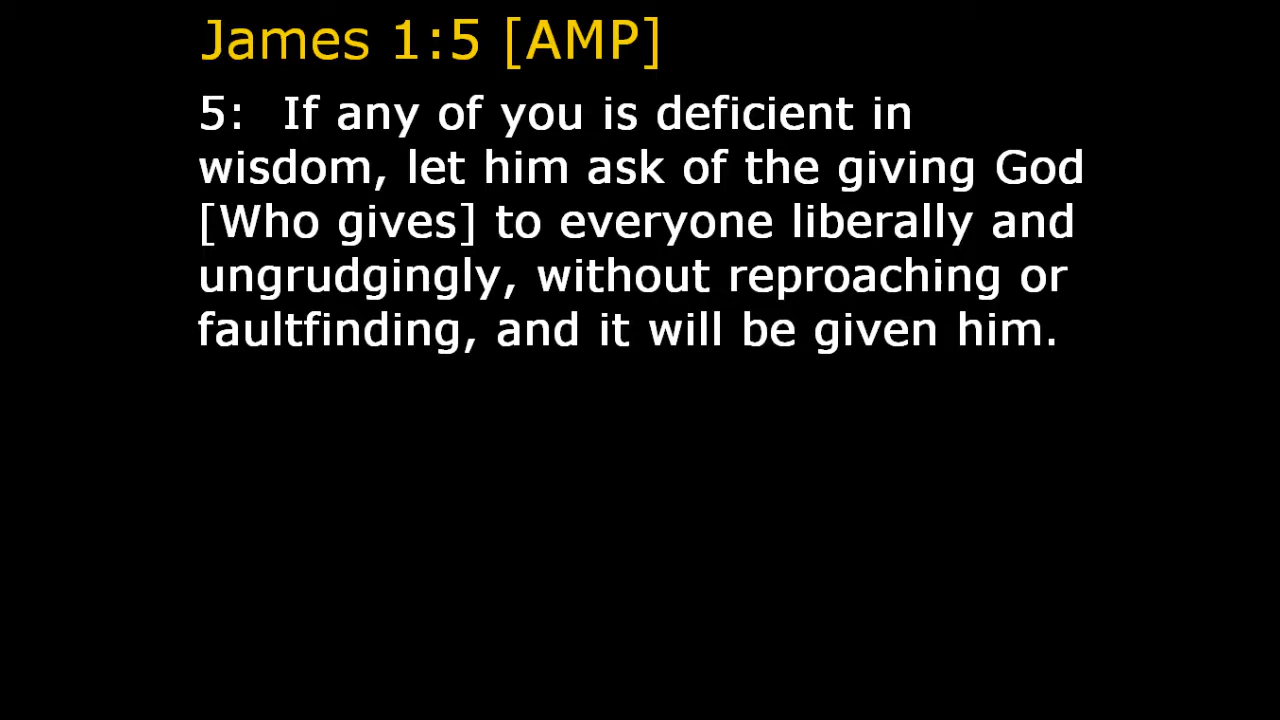 James 1:5 [AMP]
5: If any of you is deficient in
wisdom, let him ask of the giving God
[Who gives] to everyone liberally and
ungrudgingly, without reproaching or
faultfinding, and it will be given him.